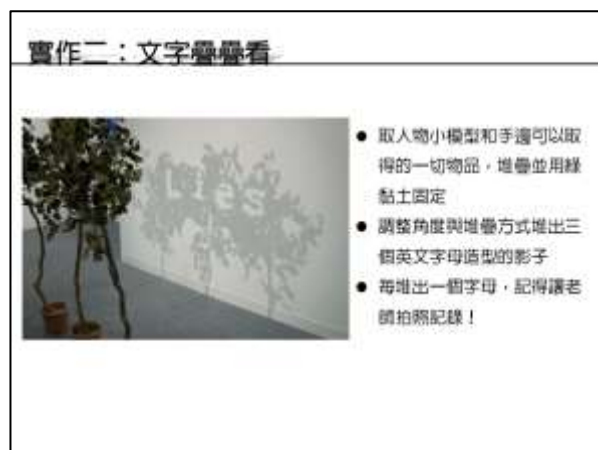 實作二：文字疊疊看
Lies
● 取人物小模型和手邊可以取
得的一切物品，堆疊並用綠
黏土固定
● 調整角度與堆疊方式堆出三
個英文字母造型的影子
● 每堆出一個字母，記得讓老
師拍照記錄！